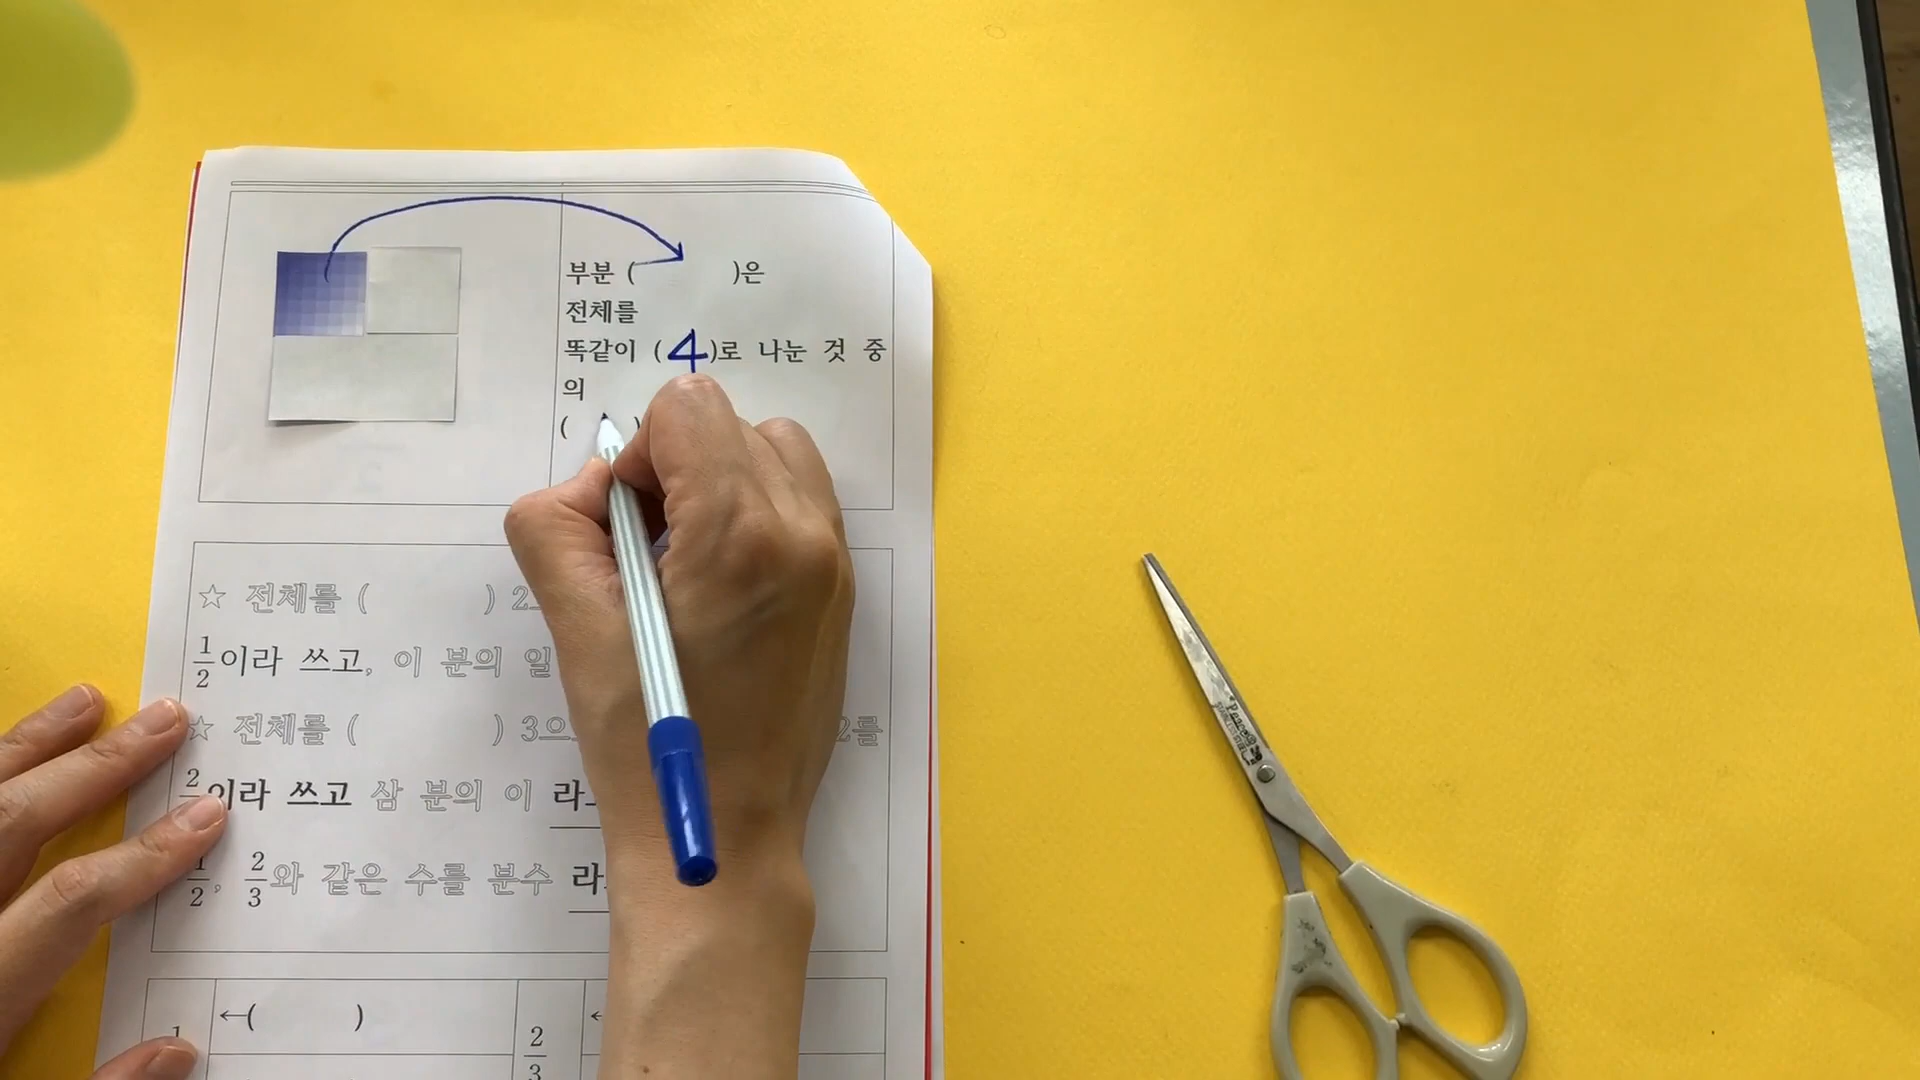 부분 (          )은
전체를
똑같이 (4)로 나눈 것 중
의
(      )
☆ 전체를 (          ) 2
1/2이라 쓰고, 이 분의 일
☆ 전체를 (          ) 3으 2를
2 이라 쓰고 삼 분의 이 라
1/2, 2/3와 같은 수를 분수 라
1 ←(          ) 2/3 ←